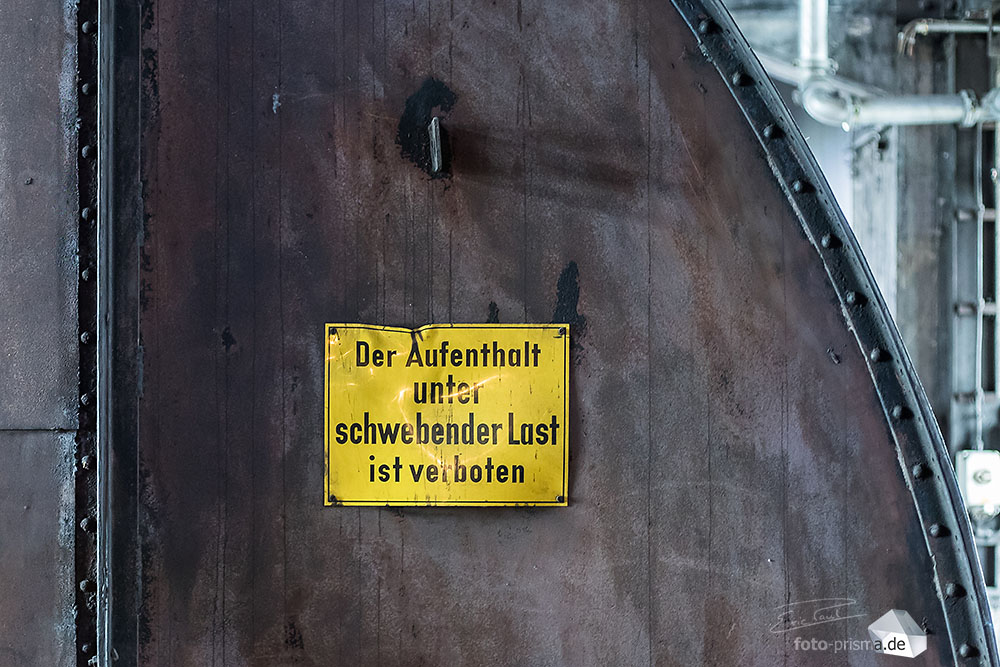 Der Aufenthalt
unter
schwebender Last
ist verboten
foto-prisma.de